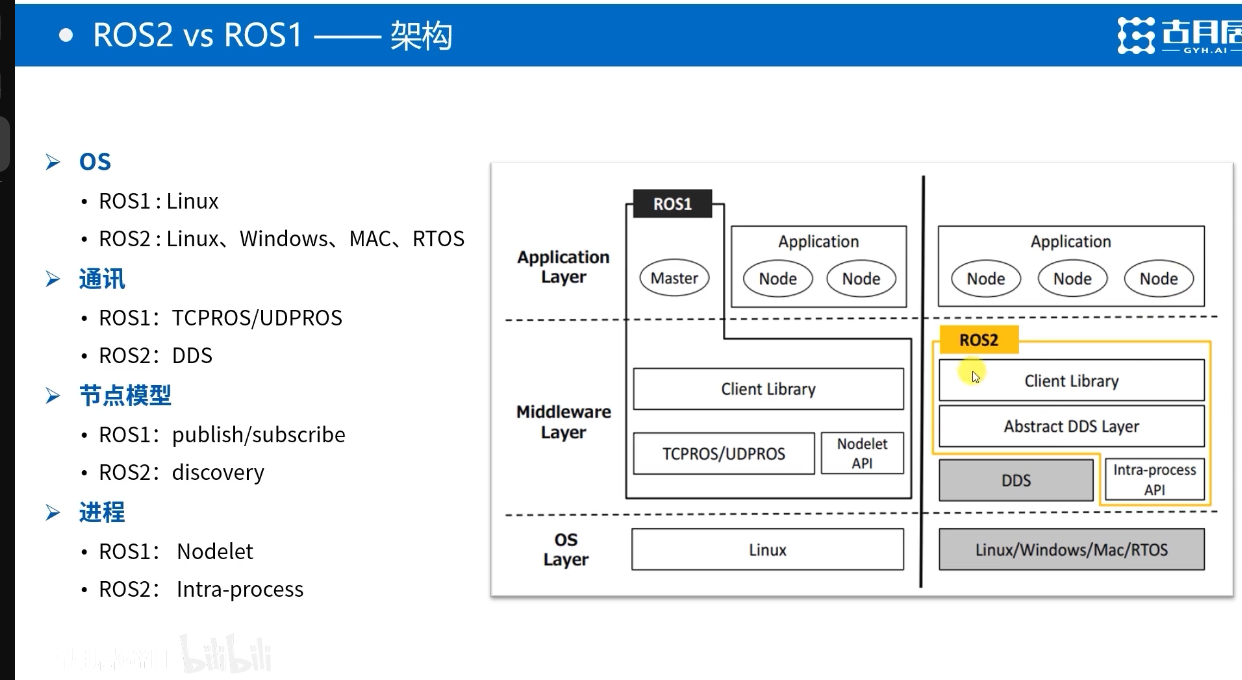 ROS2 vs ROS1 —— 架构
古月居
GYH.AI
OS
ROS1 : Linux
ROS2 : Linux、Windows、MAC、RTOS
通讯
ROS1：TCPROS/UDPROS
ROS2：DDS
节点模型
ROS1：publish/subscribe
ROS2：discovery
进程
ROS1： Nodelet
ROS2： Intra-process
ROS1
Application
Layer
Master
Application
Node
Node
Application
Node
Node
Node
Middleware
Layer
Client Library
TCPROS/UDPROS
Nodelet
API
ROS2
Client Library
Abstract DDS Layer
DDS
Intra-process
API
OS
Layer
Linux
Linux/Windows/Mac/RTOS
bilibili